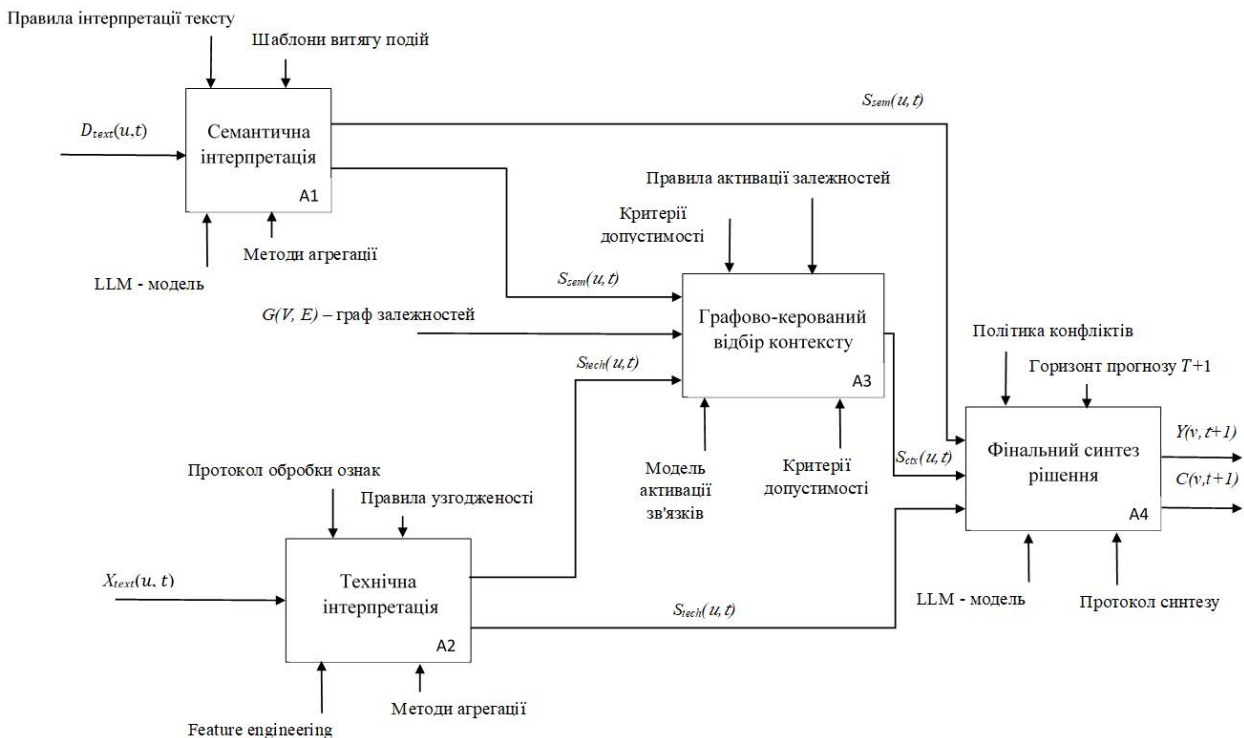 Правила інтерпретації тексту
Шаблони витягу подій
D_text(u,t)
Семантична
інтерпретація
A1
S_sem(u,t)
LLM - модель
Методи агрегації
Правила активації залежностей
Критерії
допустимості
S_sem(u,t)
G(V, E) – граф залежностей
S_tech(u,t)
Графово-керований
відбір контексту
A3
Модель
активації
зв'язків
Критерії
допустимості
S_ctx(u,t)
Політика конфліктів
Горизонт прогнозу T+1
Фінальний синтез
рішення
A4
Y(v,t+1)
C(v,t+1)
LLM - модель
Протокол синтезу
Протокол обробки ознак
Правила узгодженості
X_text(u,t)
Технічна
інтерпретація
A2
S_tech(u,t)
Feature engineering
Методи агрегації